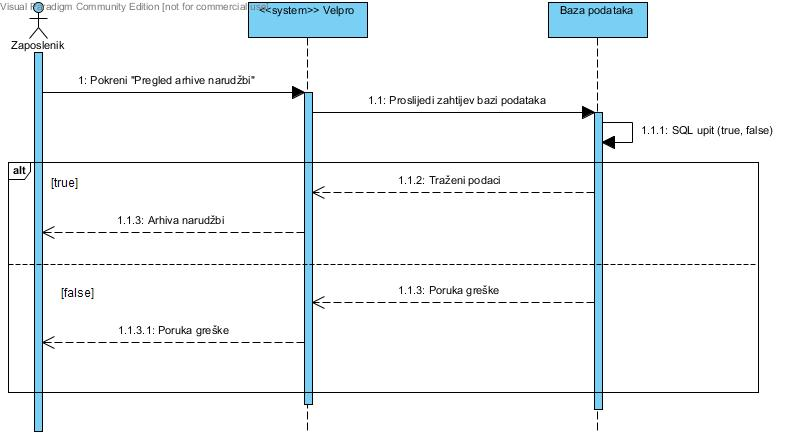 Visual Paradigm Community Edition [not for commercial use]
<<system>> Velpro
Baza podataka
Zaposlenik
1: Pokreni "Pregled arhive narudžbi"
1.1: Proslijedi zahtijev bazi podataka
1.1.1: SQL upit (true, false)
alt
[true]
1.1.2: Traženi podaci
1.1.3: Arhiva narudžbi
[false]
1.1.3: Poruka greške
1.1.3.1: Poruka greške